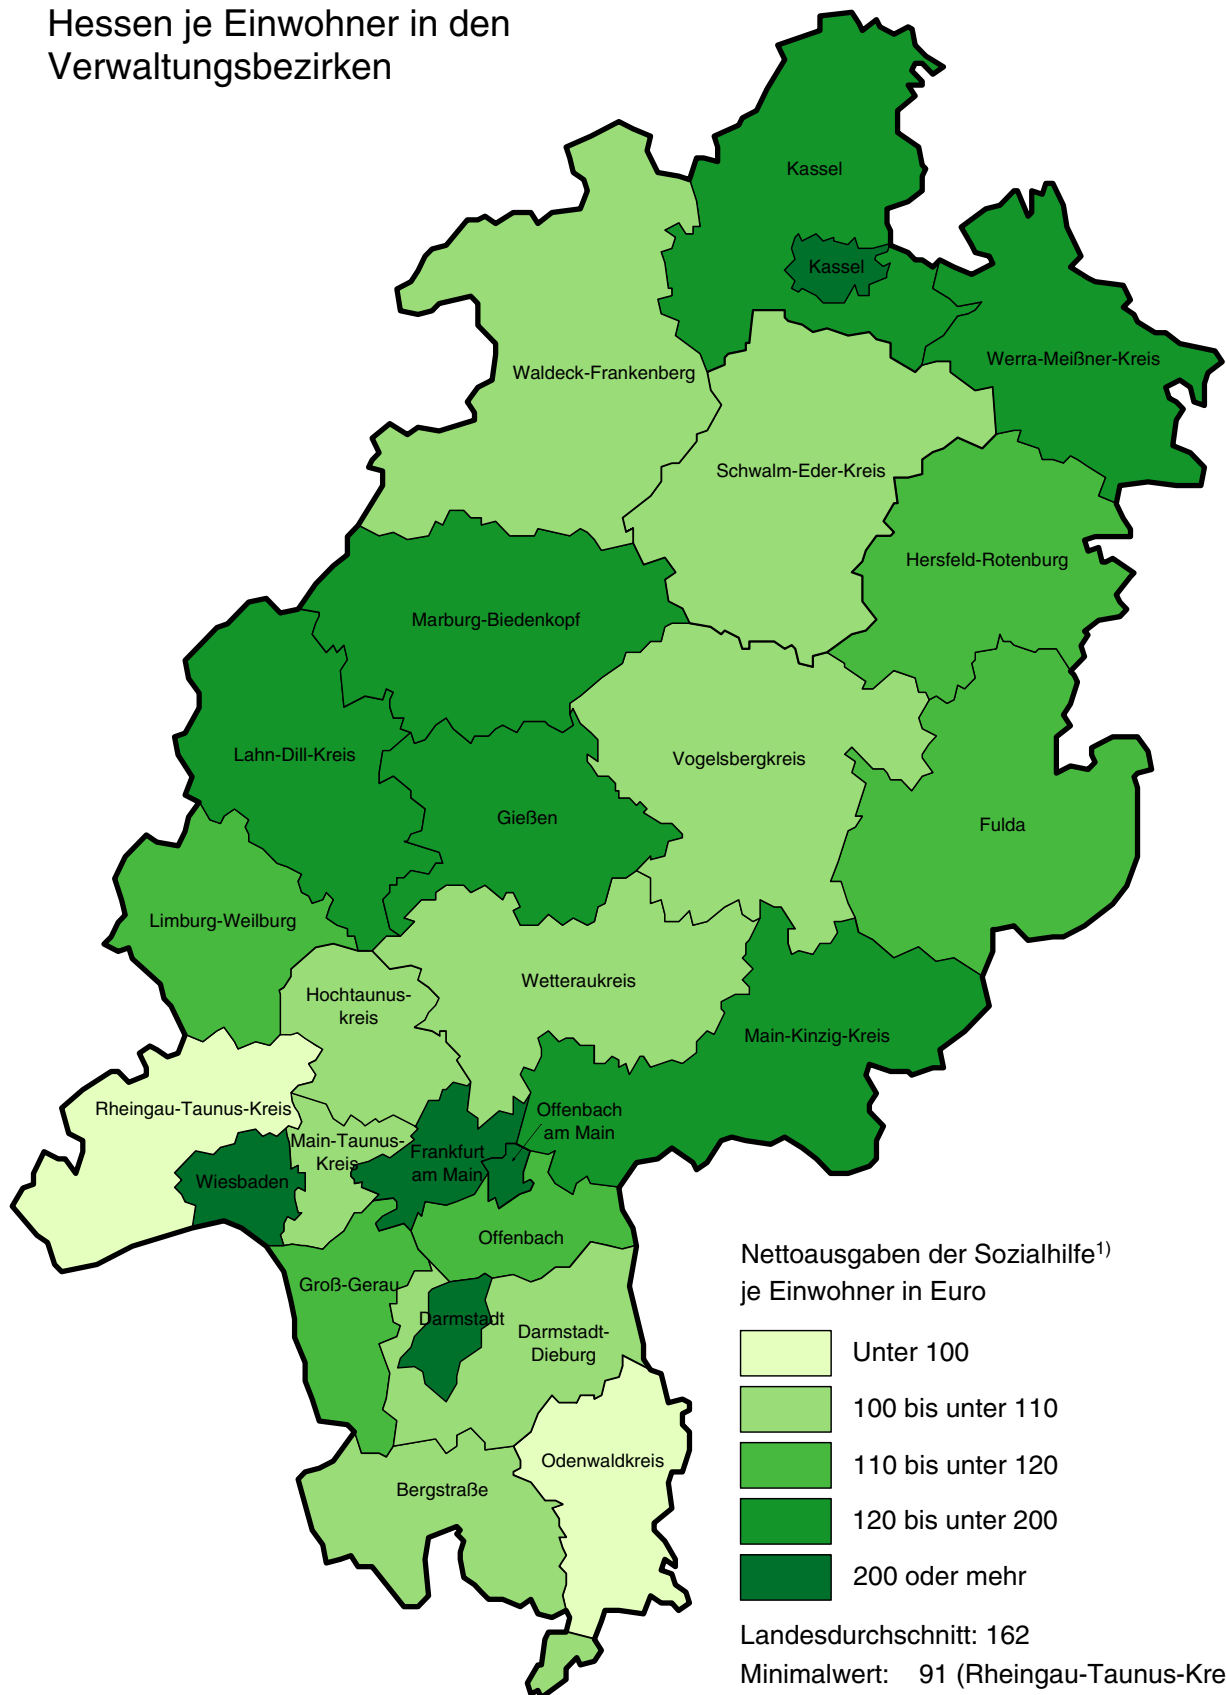 Hessen je Einwohner in den
Verwaltungsbezirken
Kassel
Kassel
Werra-Meißner-Kreis
Waldeck-Frankenberg
Schwalm-Eder-Kreis
Hersfeld-Rotenburg
Marburg-Biedenkopf
Lahn-Dill-Kreis
Vogelsbergkreis
Gießen
Fulda
Limburg-Weilburg
Wetteraukreis
Hochtaunus-
kreis
Main-Kinzig-Kreis
Rheingau-Taunus-Kreis
Offenbach
am Main
Main-Taunus-
Kreis
Frankfurt
am Main
Wiesbaden
Offenbach
Groß-Gerau
Darmstadt
Darmstadt-
Dieburg
Odenwaldkreis
Bergstraße
Nettoausgaben der Sozialhilfe1)
je Einwohner in Euro
Unter 100
100 bis unter 110
110 bis unter 120
120 bis unter 200
200 oder mehr
Landesdurchschnitt: 162
Minimalwert: 91 (Rheingau-Taunus-Kre